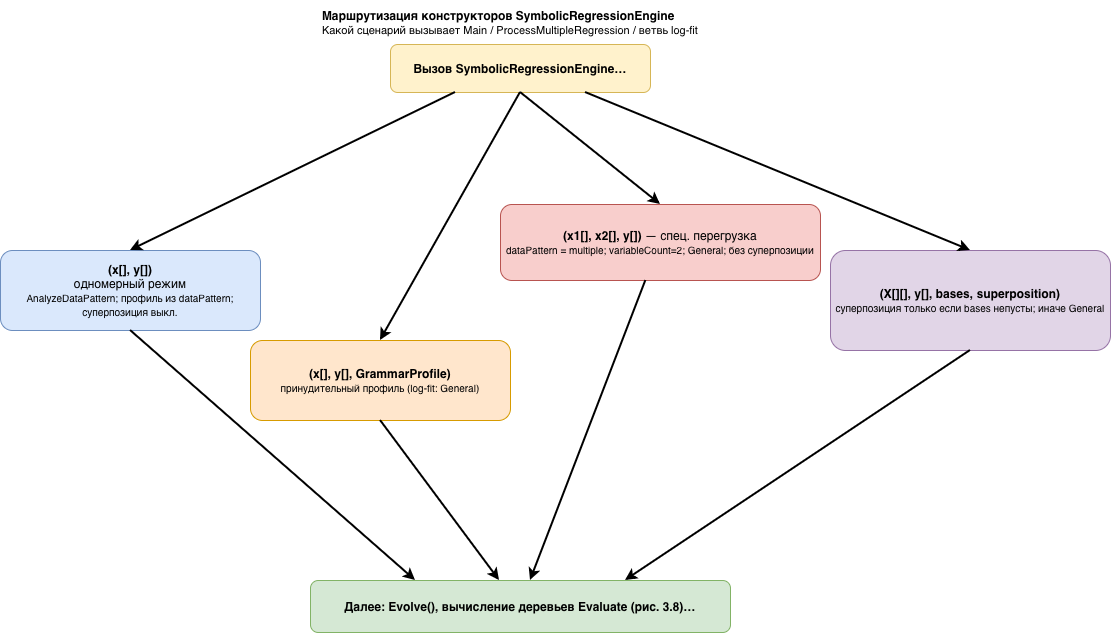 Маршрутизация конструкторов SymbolicRegressionEngine
Какой сценарий вызывает Main / ProcessMultipleRegression / ветвь log-fit
Вызов SymbolicRegressionEngine…
(x1[], x2[], y[]) — спец. перегрузка
dataPattern = multiple; variableCount=2; General; без суперпозиции
(x[], y[])
одномерный режим
AnalyzeDataPattern; профиль из dataPattern;
суперпозиция выкл.
(X[][], y[], bases, superposition)
суперпозиция только если bases непусты; иначе General
(x[], y[], GrammarProfile)
принудительный профиль (log-fit: General)
Далее: Evolve(), вычисление деревьев Evaluate (рис. 3.8)…